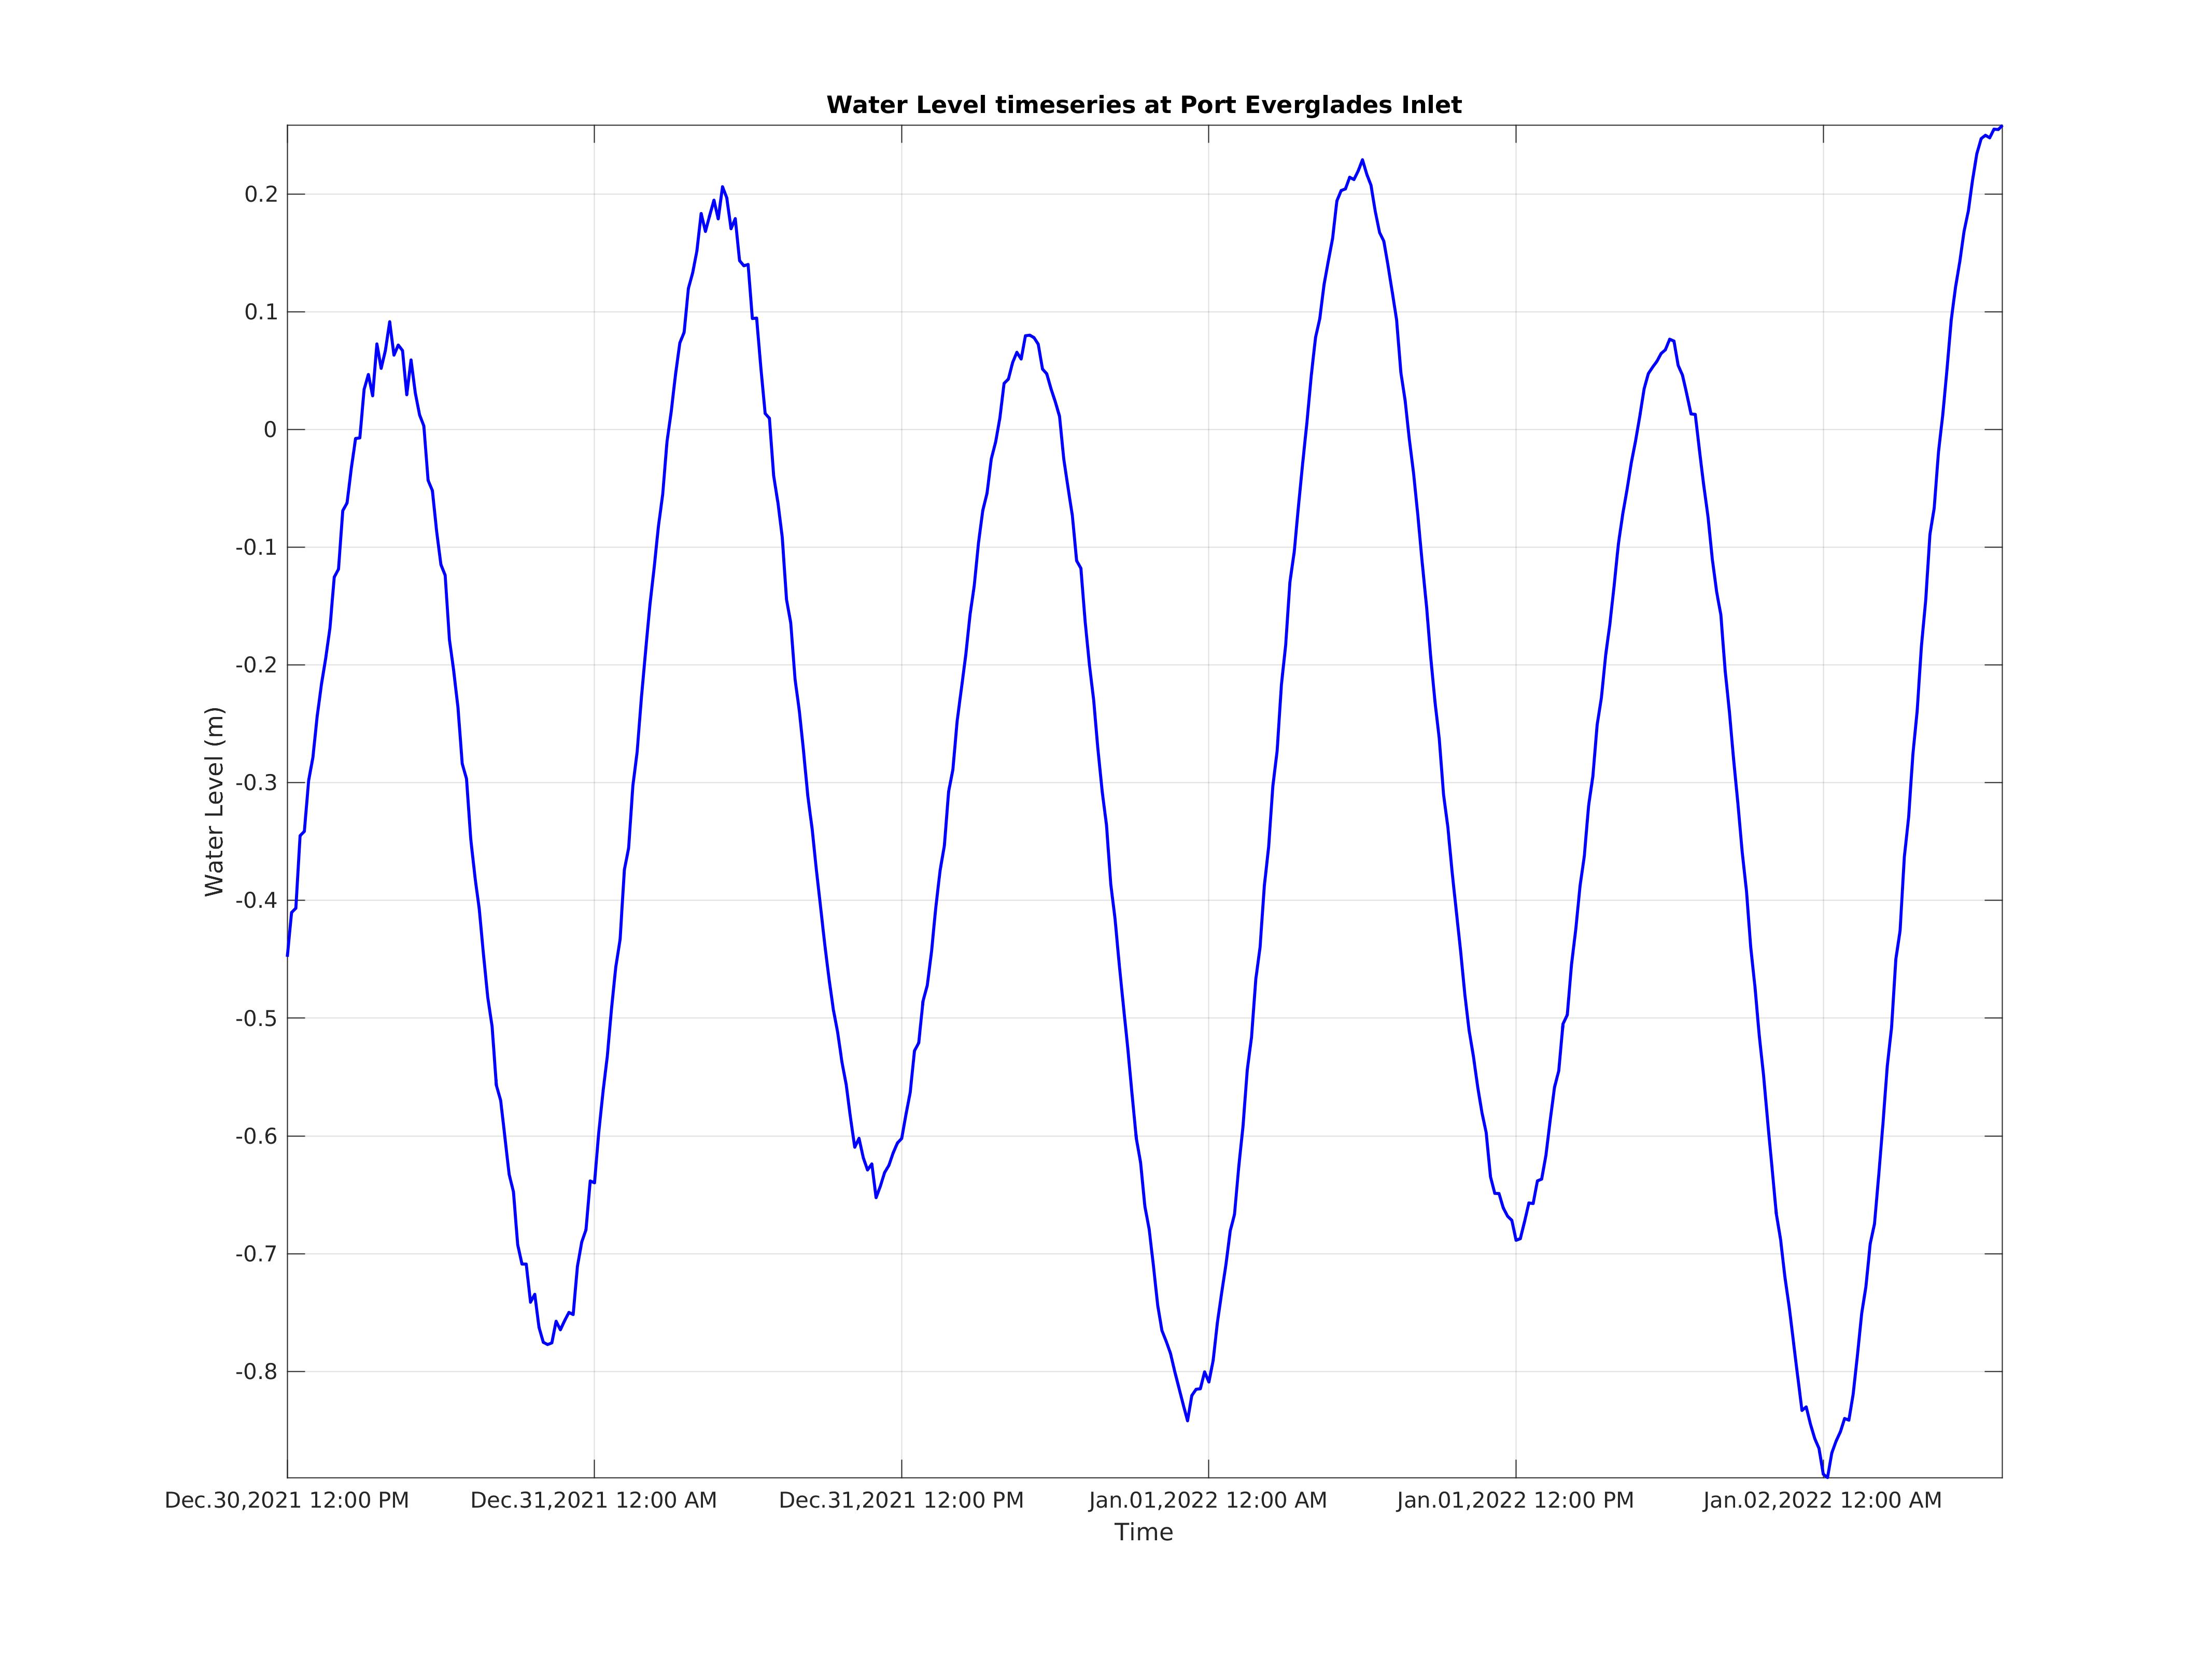 Water Level timeseries at Port Everglades Inlet
0.2
0.1
0
-0.1
-0.2
-0.3
-0.4
-0.5
-0.6
-0.7
-0.8
Water Level (m)
Dec.30,2021 12:00 PM Dec.31,2021 12:00 AM Dec.31,2021 12:00 PM Jan.01,2022 12:00 AM Jan.01,2022 12:00 PM Jan.02,2022 12:00 AM
Time